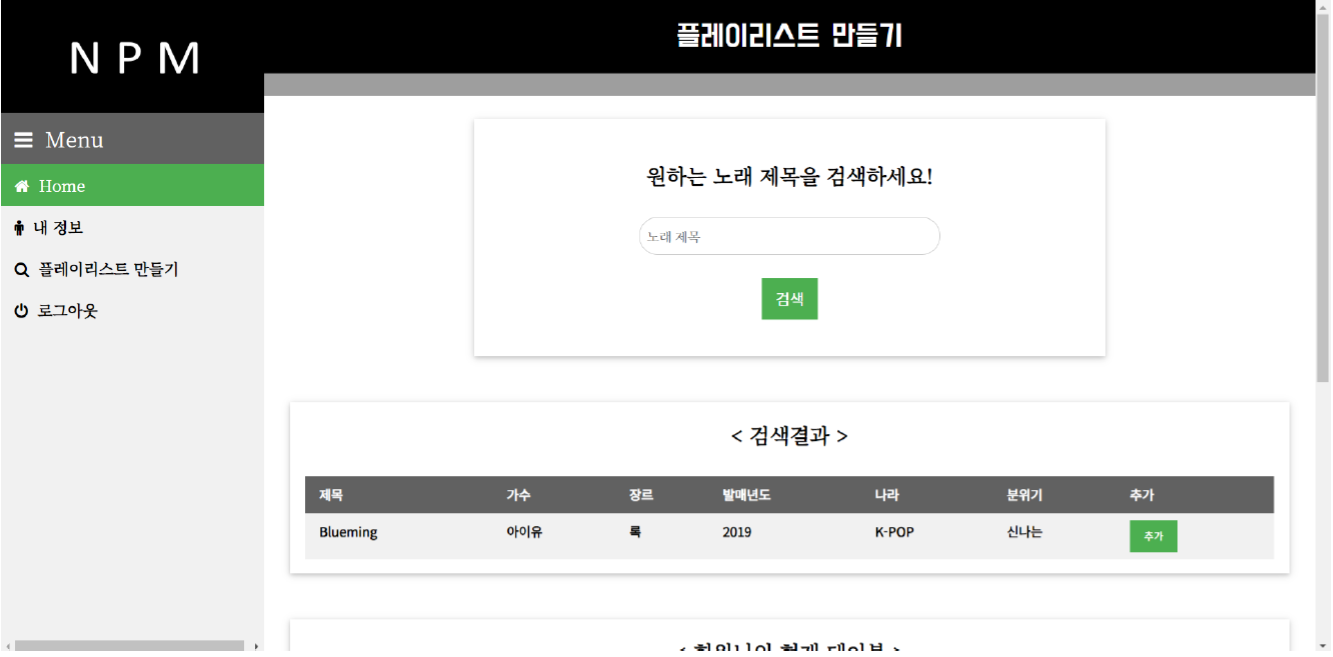 N P M
플레이리스트 만들기
Menu
Home
내 정보
플레이리스트 만들기
로그아웃
원하는 노래 제목을 검색하세요!
노래 제목
검색
< 검색결과 >
제목 가수 장르 발매년도 나라 분위기 추가
Blueming 아이유 록 2019 K-POP 신나는 추가